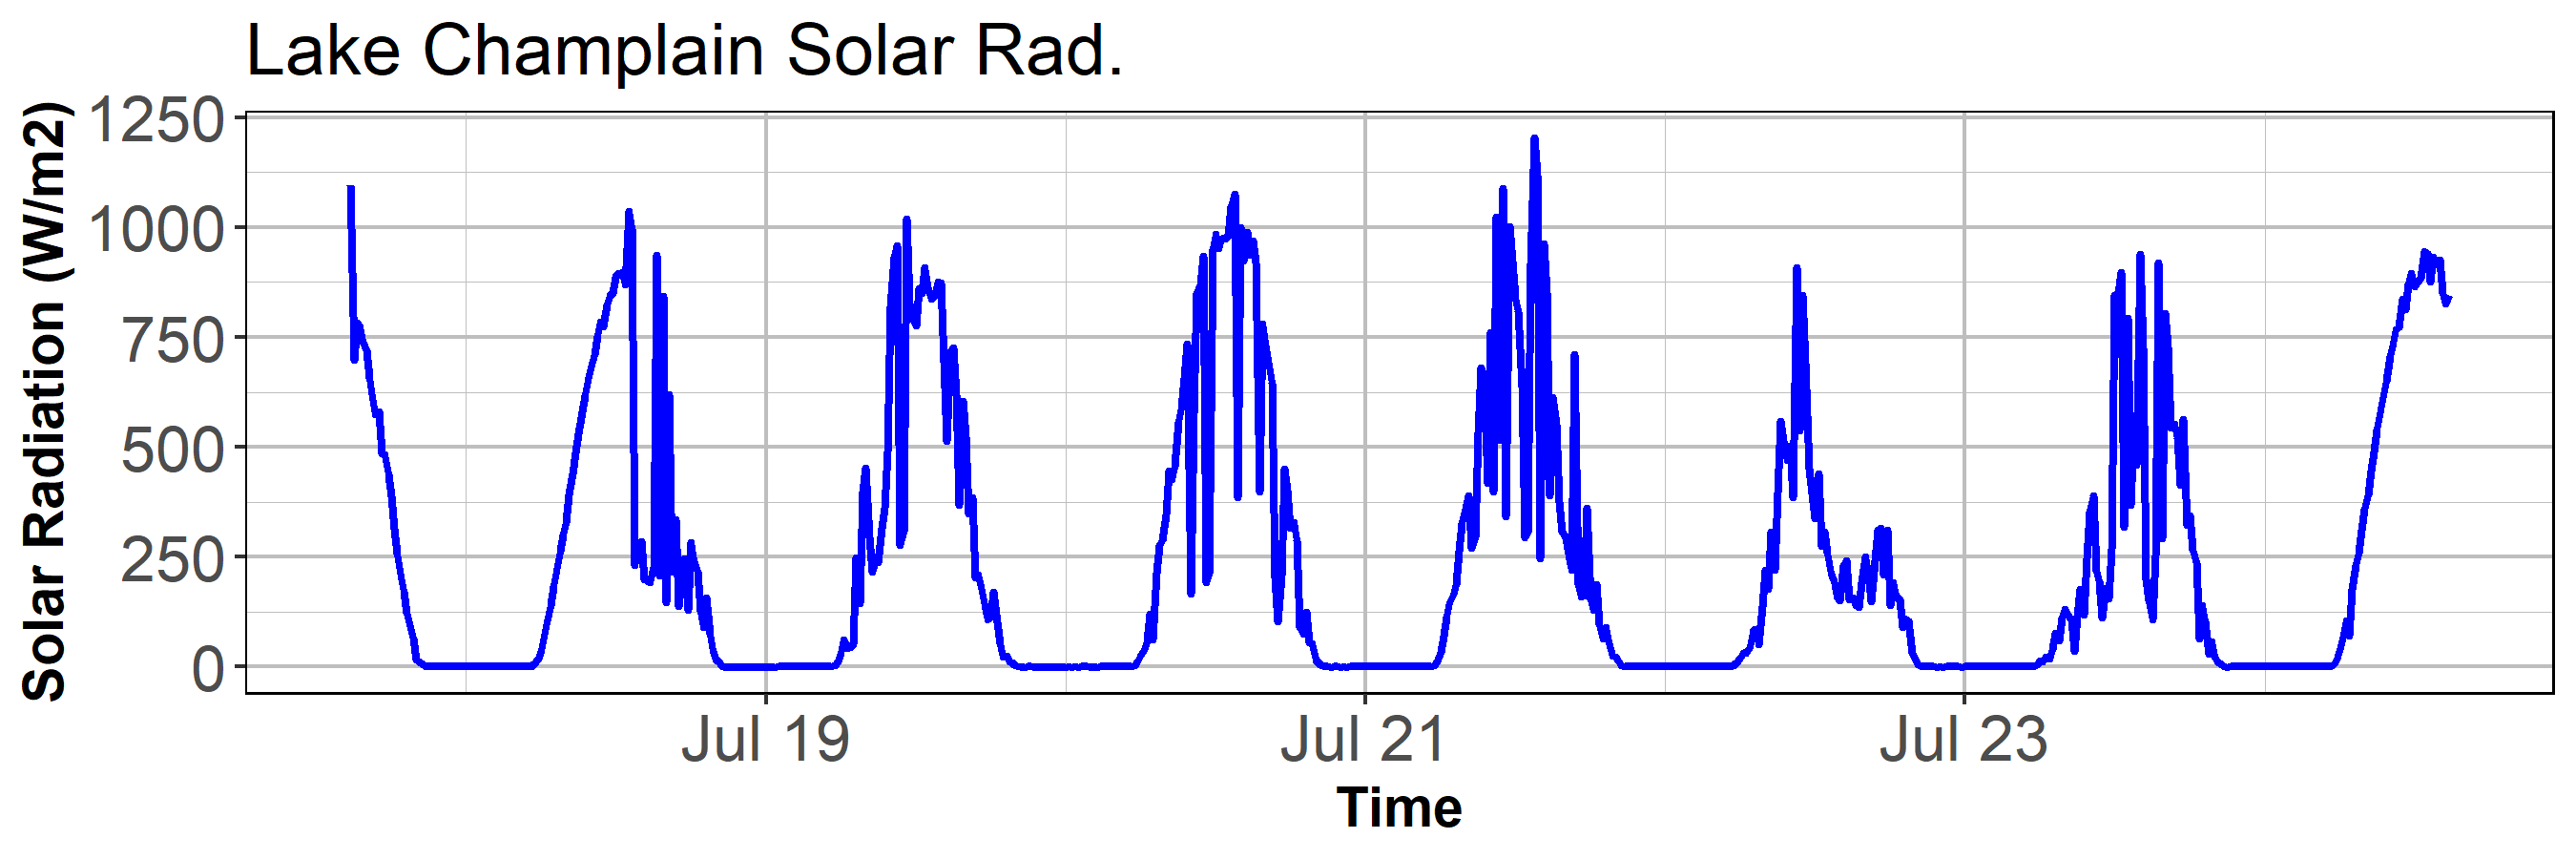 Lake Champlain Solar Rad.
Solar Radiation (W/m2)
1250
1000
750
500
250
0
Jul 19
Jul 21
Jul 23
Time